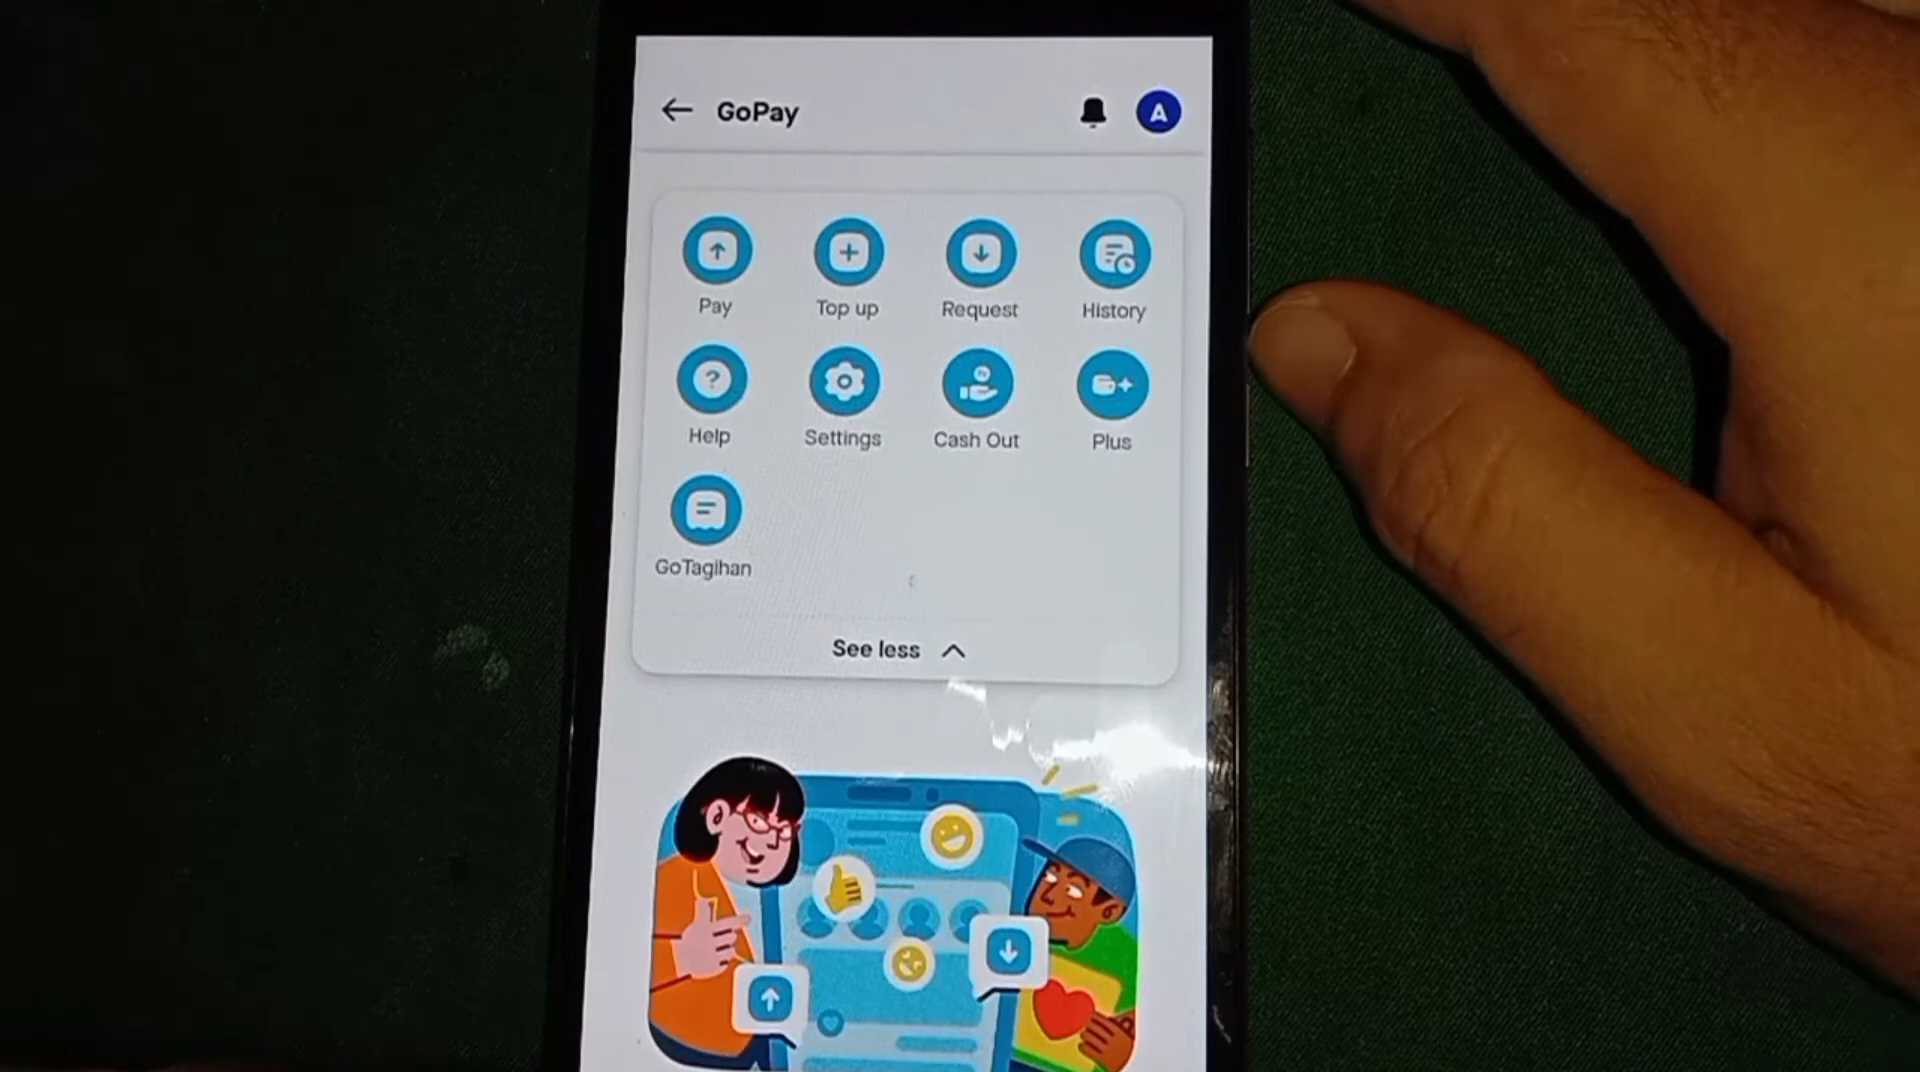 GoPay A
Pay Top up Request History
Help Settings Cash Out Plus
GoTagihan
See less